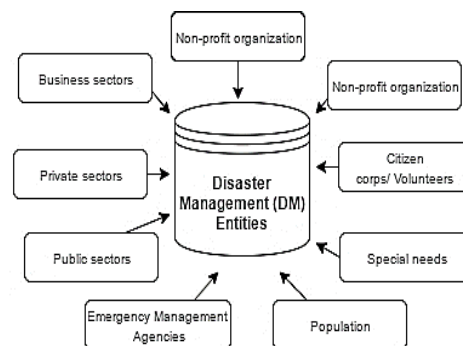 Non-profit organization
Business sectors
Non-profit organization
Private sectors
Disaster
Management (DM)
Entities
Citizen
corps/ Volunteers
Public sectors
Special needs
Emergency Management
Agencies
Population